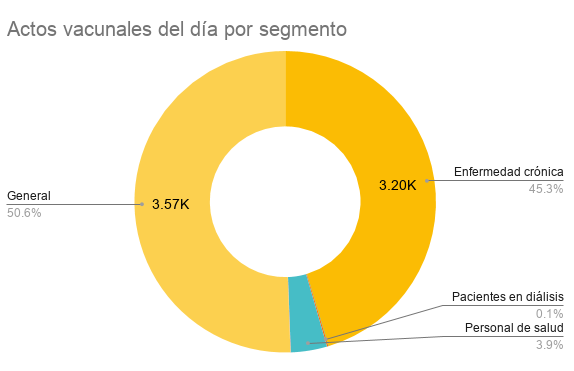 Actos vacunales del día por segmento
Enfermedad crónica
45.3%
3.20K
General
50.6%
3.57K
Pacientes en diálisis
0.1%
Personal de salud
3.9%